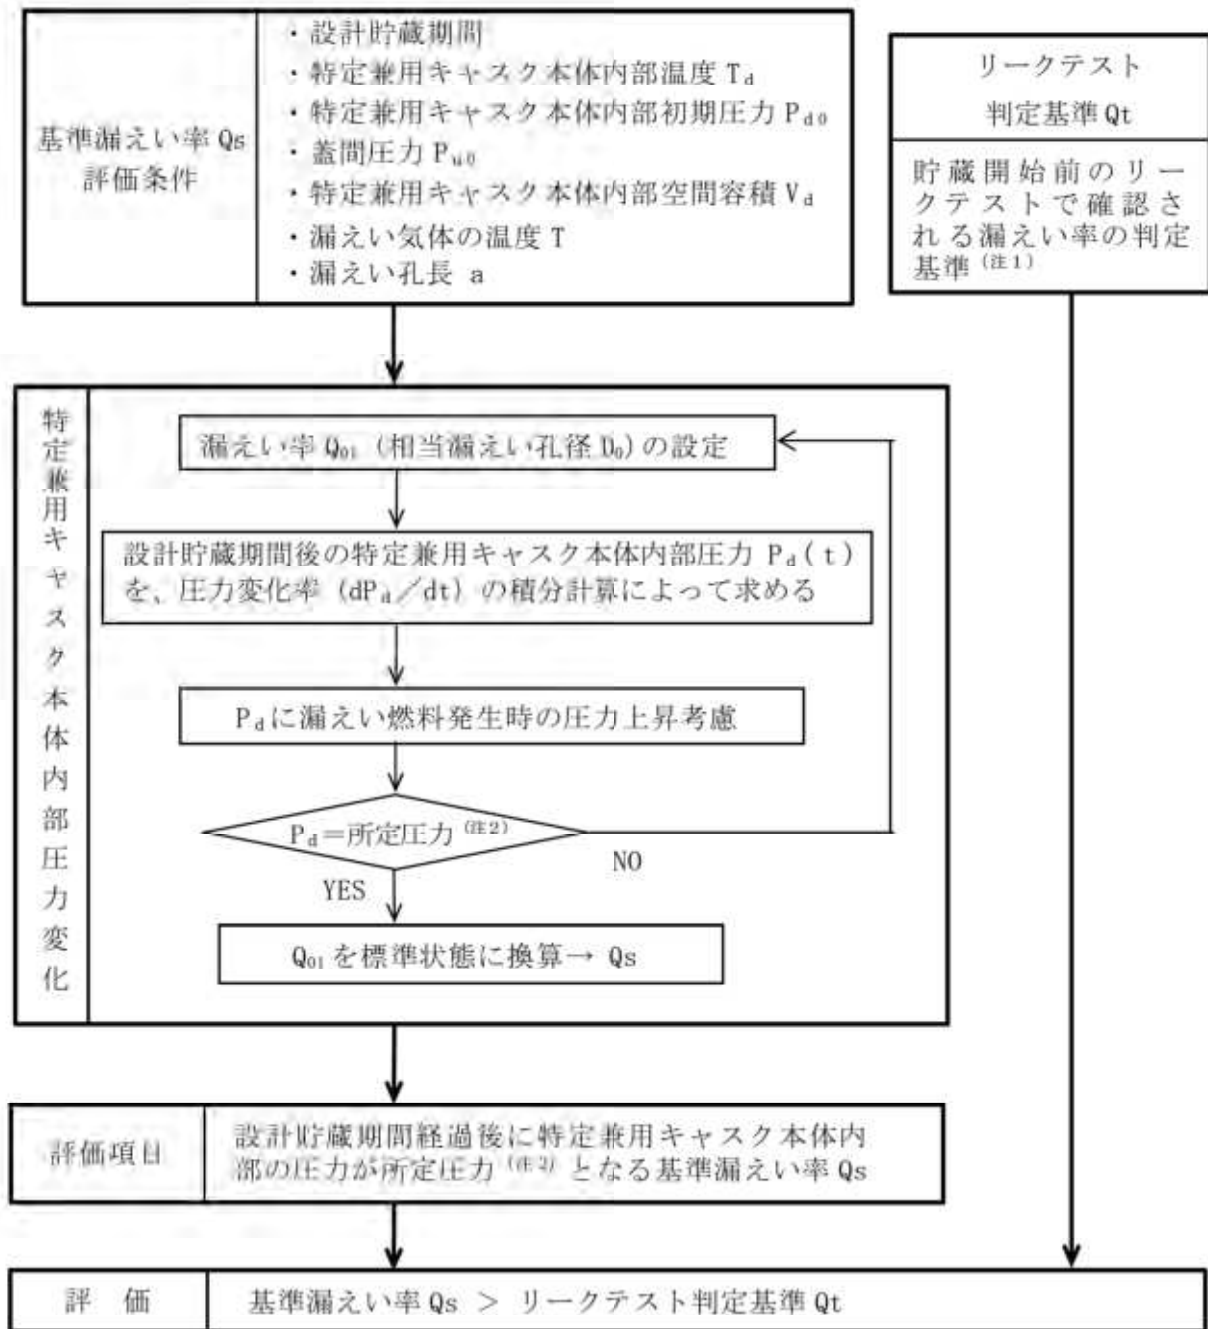 基準漏えい率 Qs
評価条件
・設計貯蔵期間
・特定兼用キャスク本体内部温度 Td
・特定兼用キャスク本体内部初期圧力 Pd0
・蓋間圧力 Pu0
・特定兼用キャスク本体内部空間容積 Vd
・漏えい気体の温度 T
・漏えい孔長 a
リークテスト
判定基準 Qt
貯蔵開始前のリー
クテストで確認さ
れる漏えい率の判定
基準(注1)
特定兼用キャスク本体内部圧力変化
漏えい率 Q01 (相当漏えい孔径 D0) の設定
設計貯蔵期間後の特定兼用キャスク本体内部圧力 Pd(t)
を、圧力変化率 (dPd/dt) の積分計算によって求める
Pdに漏えい燃料発生時の圧力上昇考慮
Pd=所定圧力(注2)
NO
YES
Q01 を標準状態に換算→ Qs
評価項目
設計貯蔵期間経過後に特定兼用キャスク本体内
部の圧力が所定圧力(注2) となる基準漏えい率 Qs
評 価
基準漏えい率 Qs > リークテスト判定基準 Qt